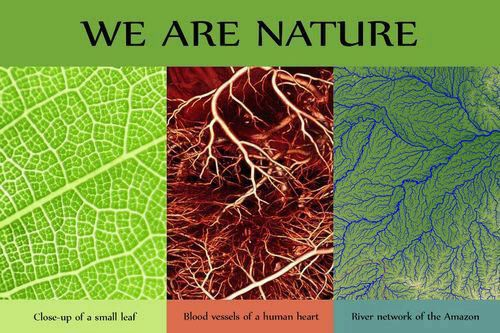 WE ARE NATURE
Close-up of a small leaf
Blood vessels of a human heart
River network of the Amazon